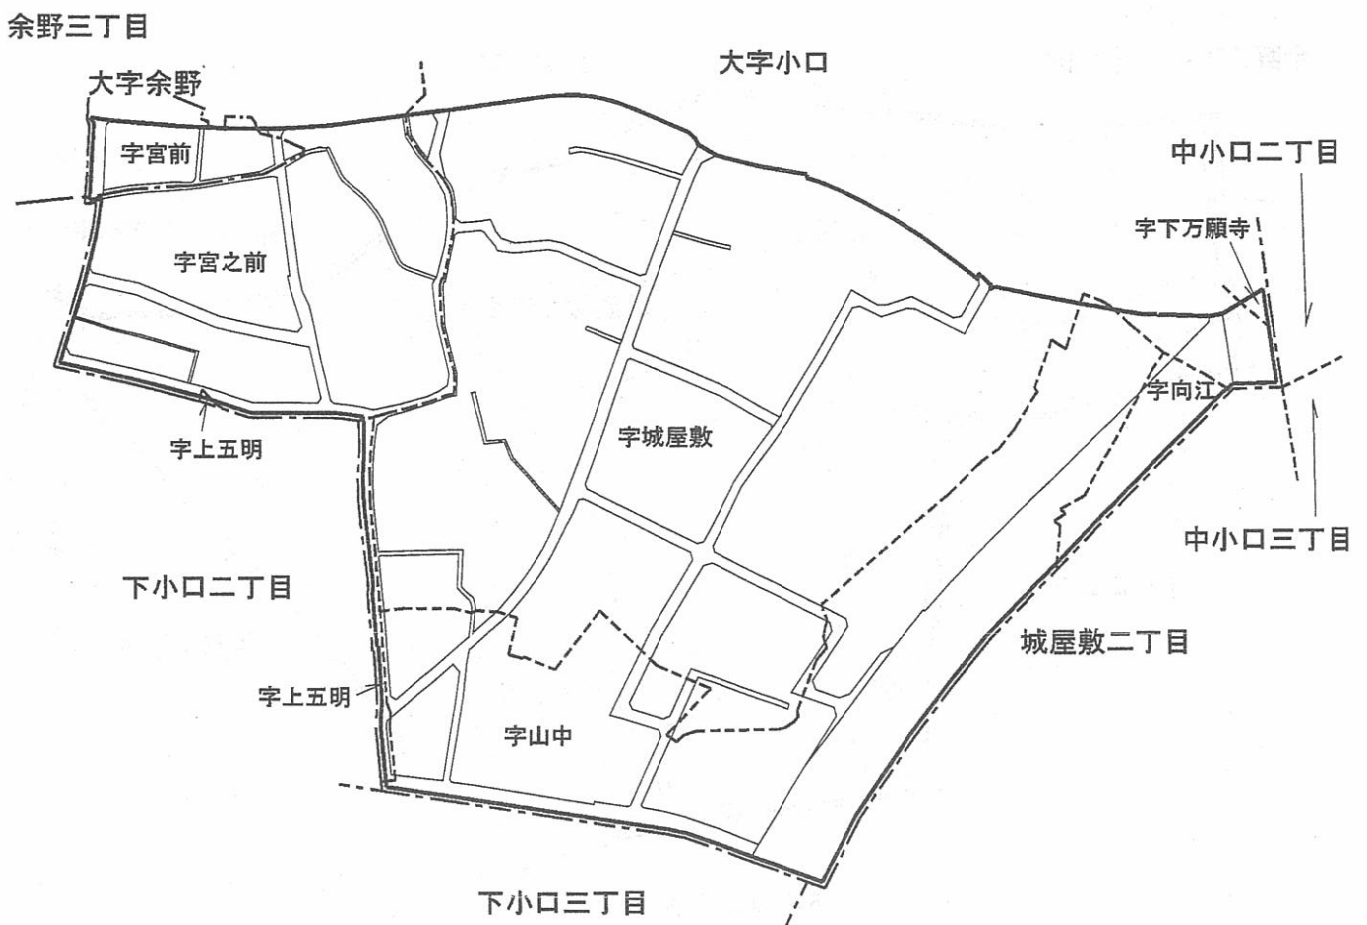 余野三丁目
大字小口
大字余野
字宮前
中小口二丁目
字下万願寺
字宮之前
字向江
字城屋敷
字上五明
中小口三丁目
下小口二丁目
城屋敷二丁目
字上五明
字山中
下小口三丁目